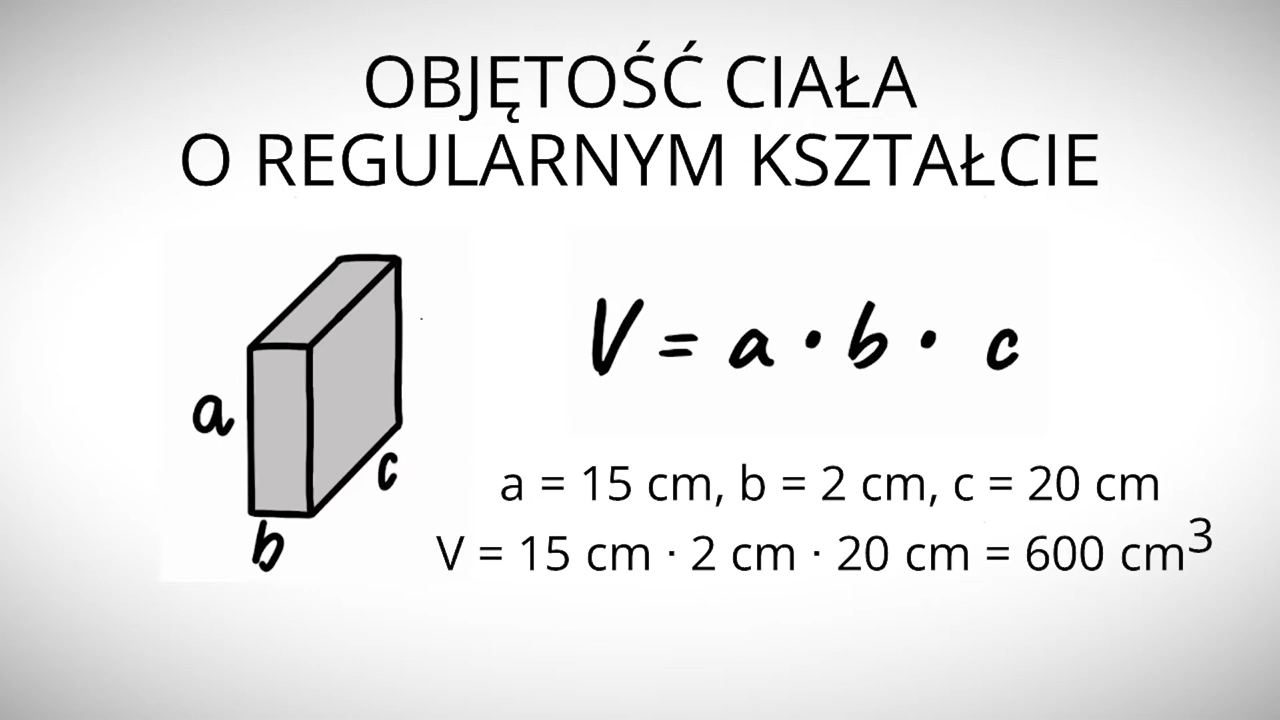 OBJĘTOŚĆ CIAŁA
O REGULARNYM KSZTAŁCIE
V = a · b · c
a
c
b
a = 15 cm, b = 2 cm, c = 20 cm
V = 15 cm · 2 cm · 20 cm = 600 cm³